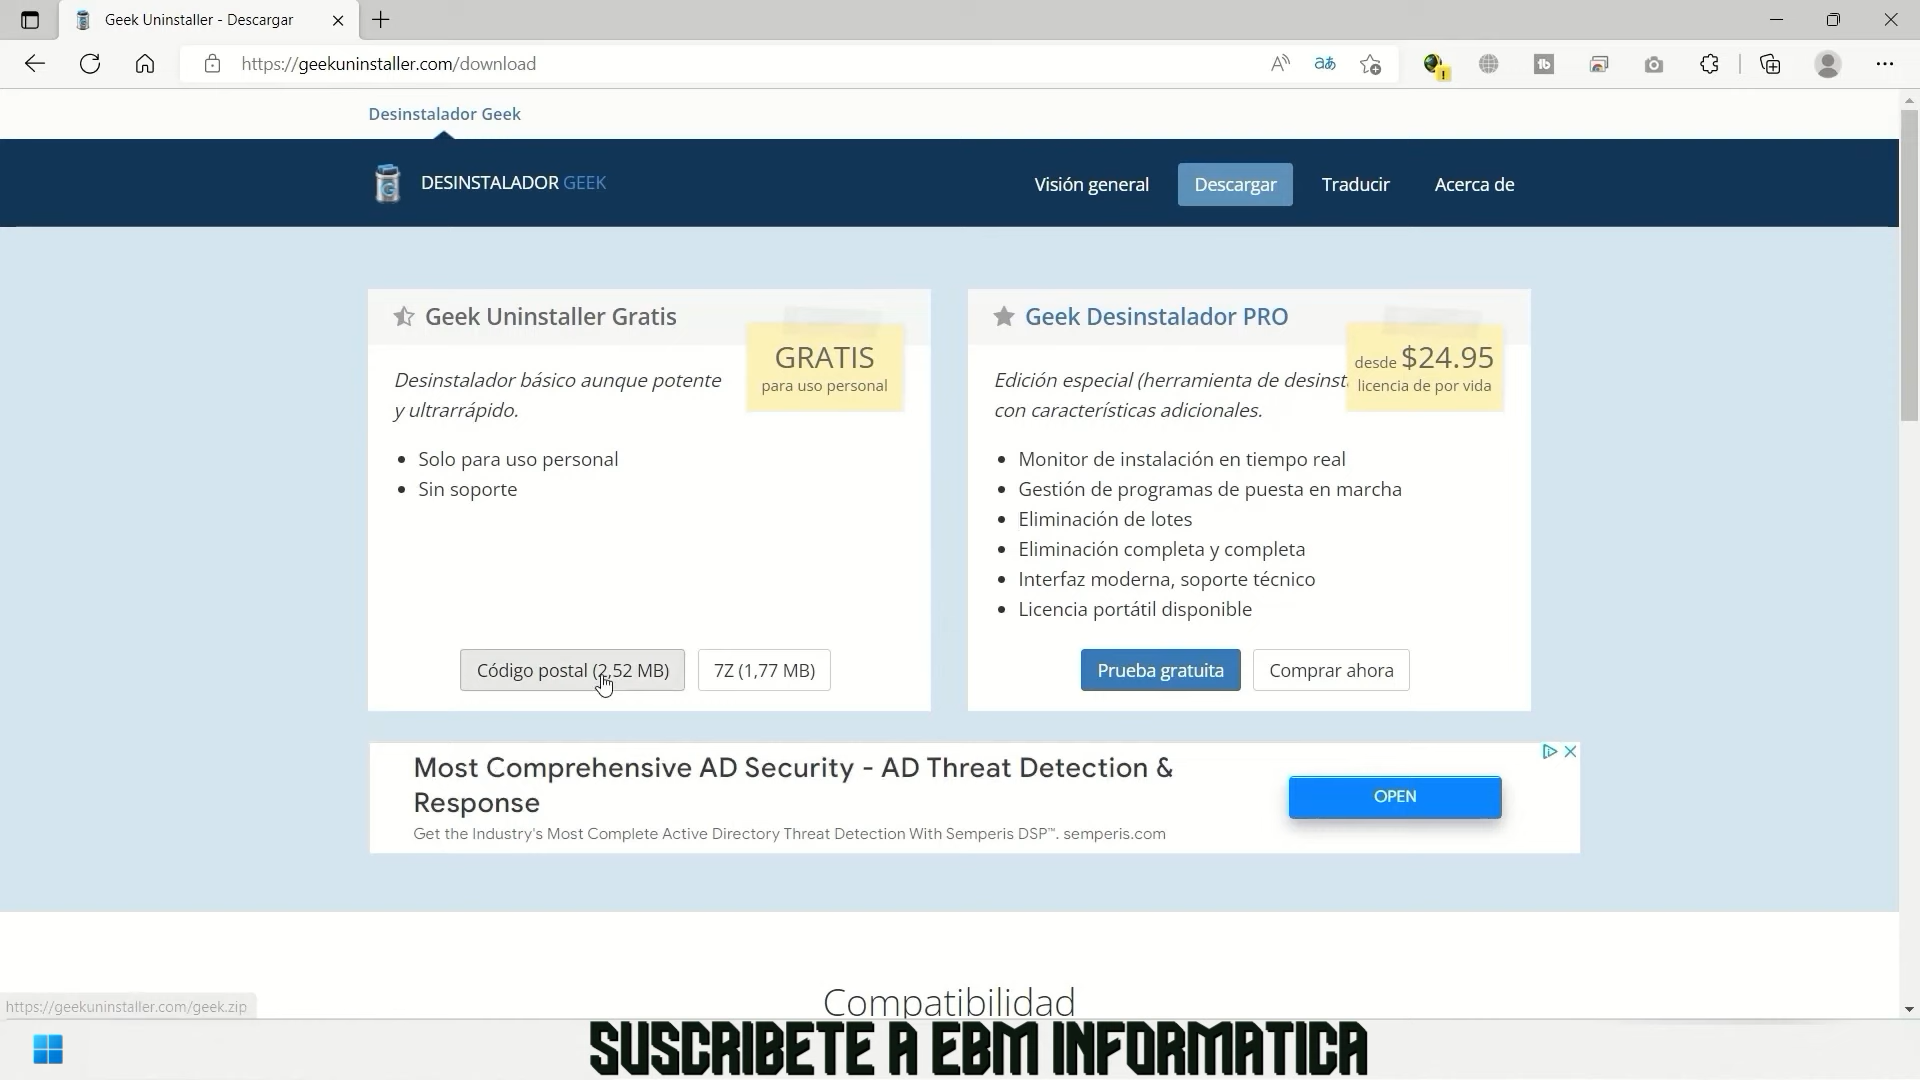 Geek Uninstaller - Descargar
https://geekuninstaller.com/download
Desinstalador Geek
DESINSTALADOR GEEK
Visión general
Descargar
Traducir
Acerca de
Geek Uninstaller Gratis
GRATIS
para uso personal
Desinstalador básico aunque potente
y ultrarrápido.
Solo para uso personal
Sin soporte
Código postal (2,52 MB)
7Z (1,77 MB)
Geek Desinstalador PRO
desde $24.95
licencia de por vida
Edición especial (herramienta de desinst
con características adicionales.
Monitor de instalación en tiempo real
Gestión de programas de puesta en marcha
Eliminación de lotes
Eliminación completa y completa
Interfaz moderna, soporte técnico
Licencia portátil disponible
Prueba gratuita
Comprar ahora
Most Comprehensive AD Security - AD Threat Detection &
Response
Get the Industry's Most Complete Active Directory Threat Detection With Semperis DSP™. semperis.com
OPEN
Compatibilidad
https://geekuninstaller.com/geek.zip
SUSCRIBETE A EBM INFORMATICA